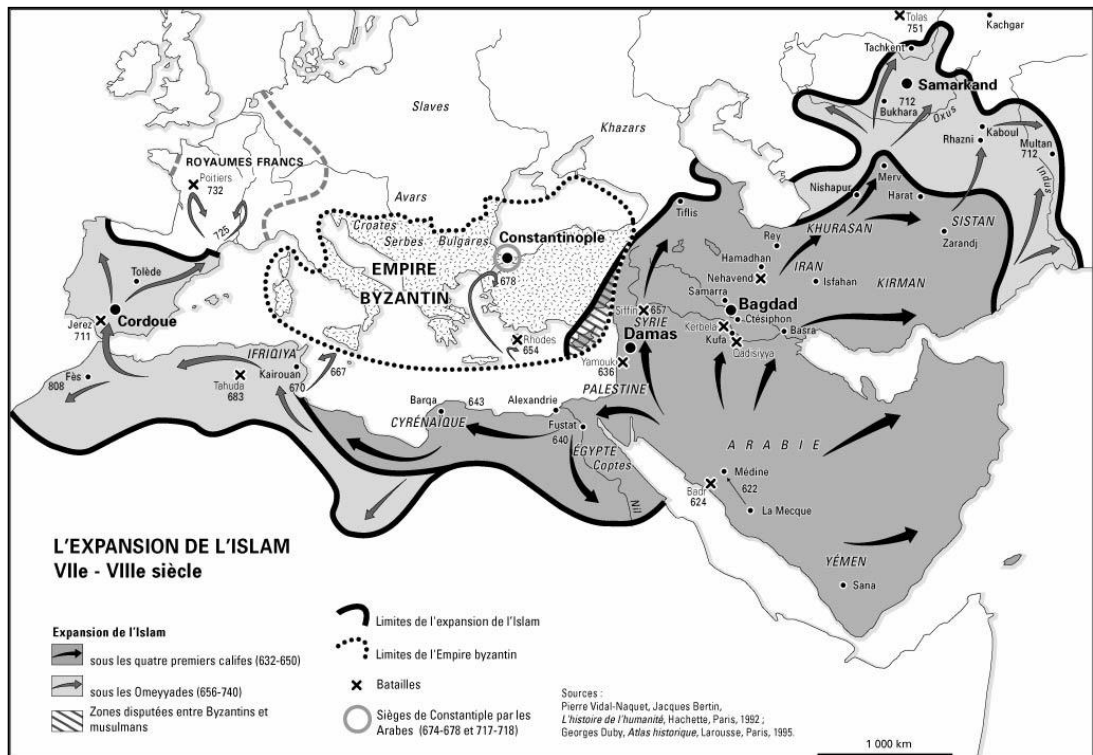 Tolas
751
Kachgar
Tachkent
Samarkand
712
Bukhara
Oxus
Kaboul
Rhazni
Multan
712
Indus
Slaves
Khazars
ROYAUMES FRANCS
Poitiers
732
725
Avars
Croates
Serbes
Bulgares
Constantinople
678
EMPIRE
BYZANTIN
Tolède
Cordoue
Jerez
711
Rhodes
654
Tiflis
Merv
Nishapur
Harat
KHURASAN
SISTAN
Zarandj
Rey
Hamadhan
Nehavend
IRAN
Isfahan
KIRMAN
Samarra
Bagdad
Ctésiphon
Siffin
657
SYRIE
Kerbela
Kufa
Basra
Qadisiyya
Damas
Yamouk
636
PALESTINE
IFRIQIYA
667
Fès
808
Tahuda
683
Kairouan
670
Barqa
643
Alexandrie
CYRÉNAÏQUE
Fustat
640
ÉGYPTE
Coptes
Nil
ARABIE
Médine
622
Badr
624
La Mecque
YÉMEN
Sana
L'EXPANSION DE L'ISLAM
VIIe - VIIIe siècle
Expansion de l'Islam
sous les quatre premiers califes (632-650)
sous les Omeyyades (656-740)
Zones disputées entre Byzantins et
musulmans
Limites de l'expansion de l'Islam
Limites de l'Empire byzantin
Batailles
Sièges de Constantiple par les
Arabes (674-678 et 717-718)
Sources :
Pierre Vidal-Naquet, Jacques Bertin,
L'histoire de l'humanité, Hachette, Paris, 1992 ;
Georges Duby, Atlas historique, Larousse, Paris, 1995.
1 000 km